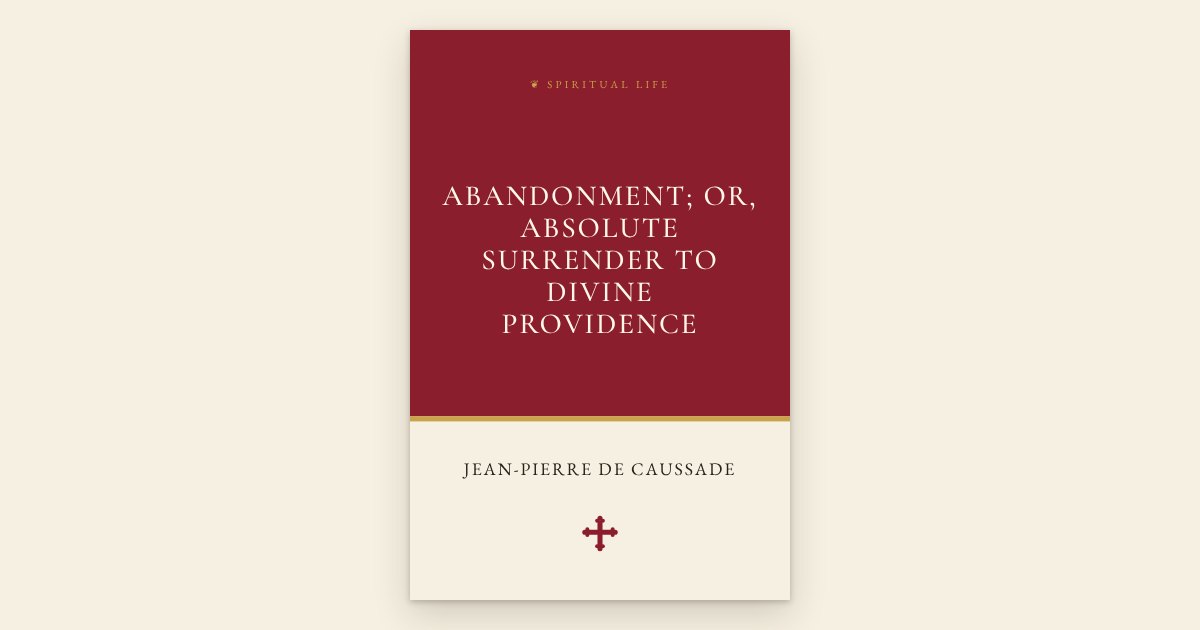 ❦ SPIRITUAL LIFE
ABANDONMENT; OR,
ABSOLUTE
SURRENDER TO
DIVINE
PROVIDENCE
JEAN-PIERRE DE CAUSSADE